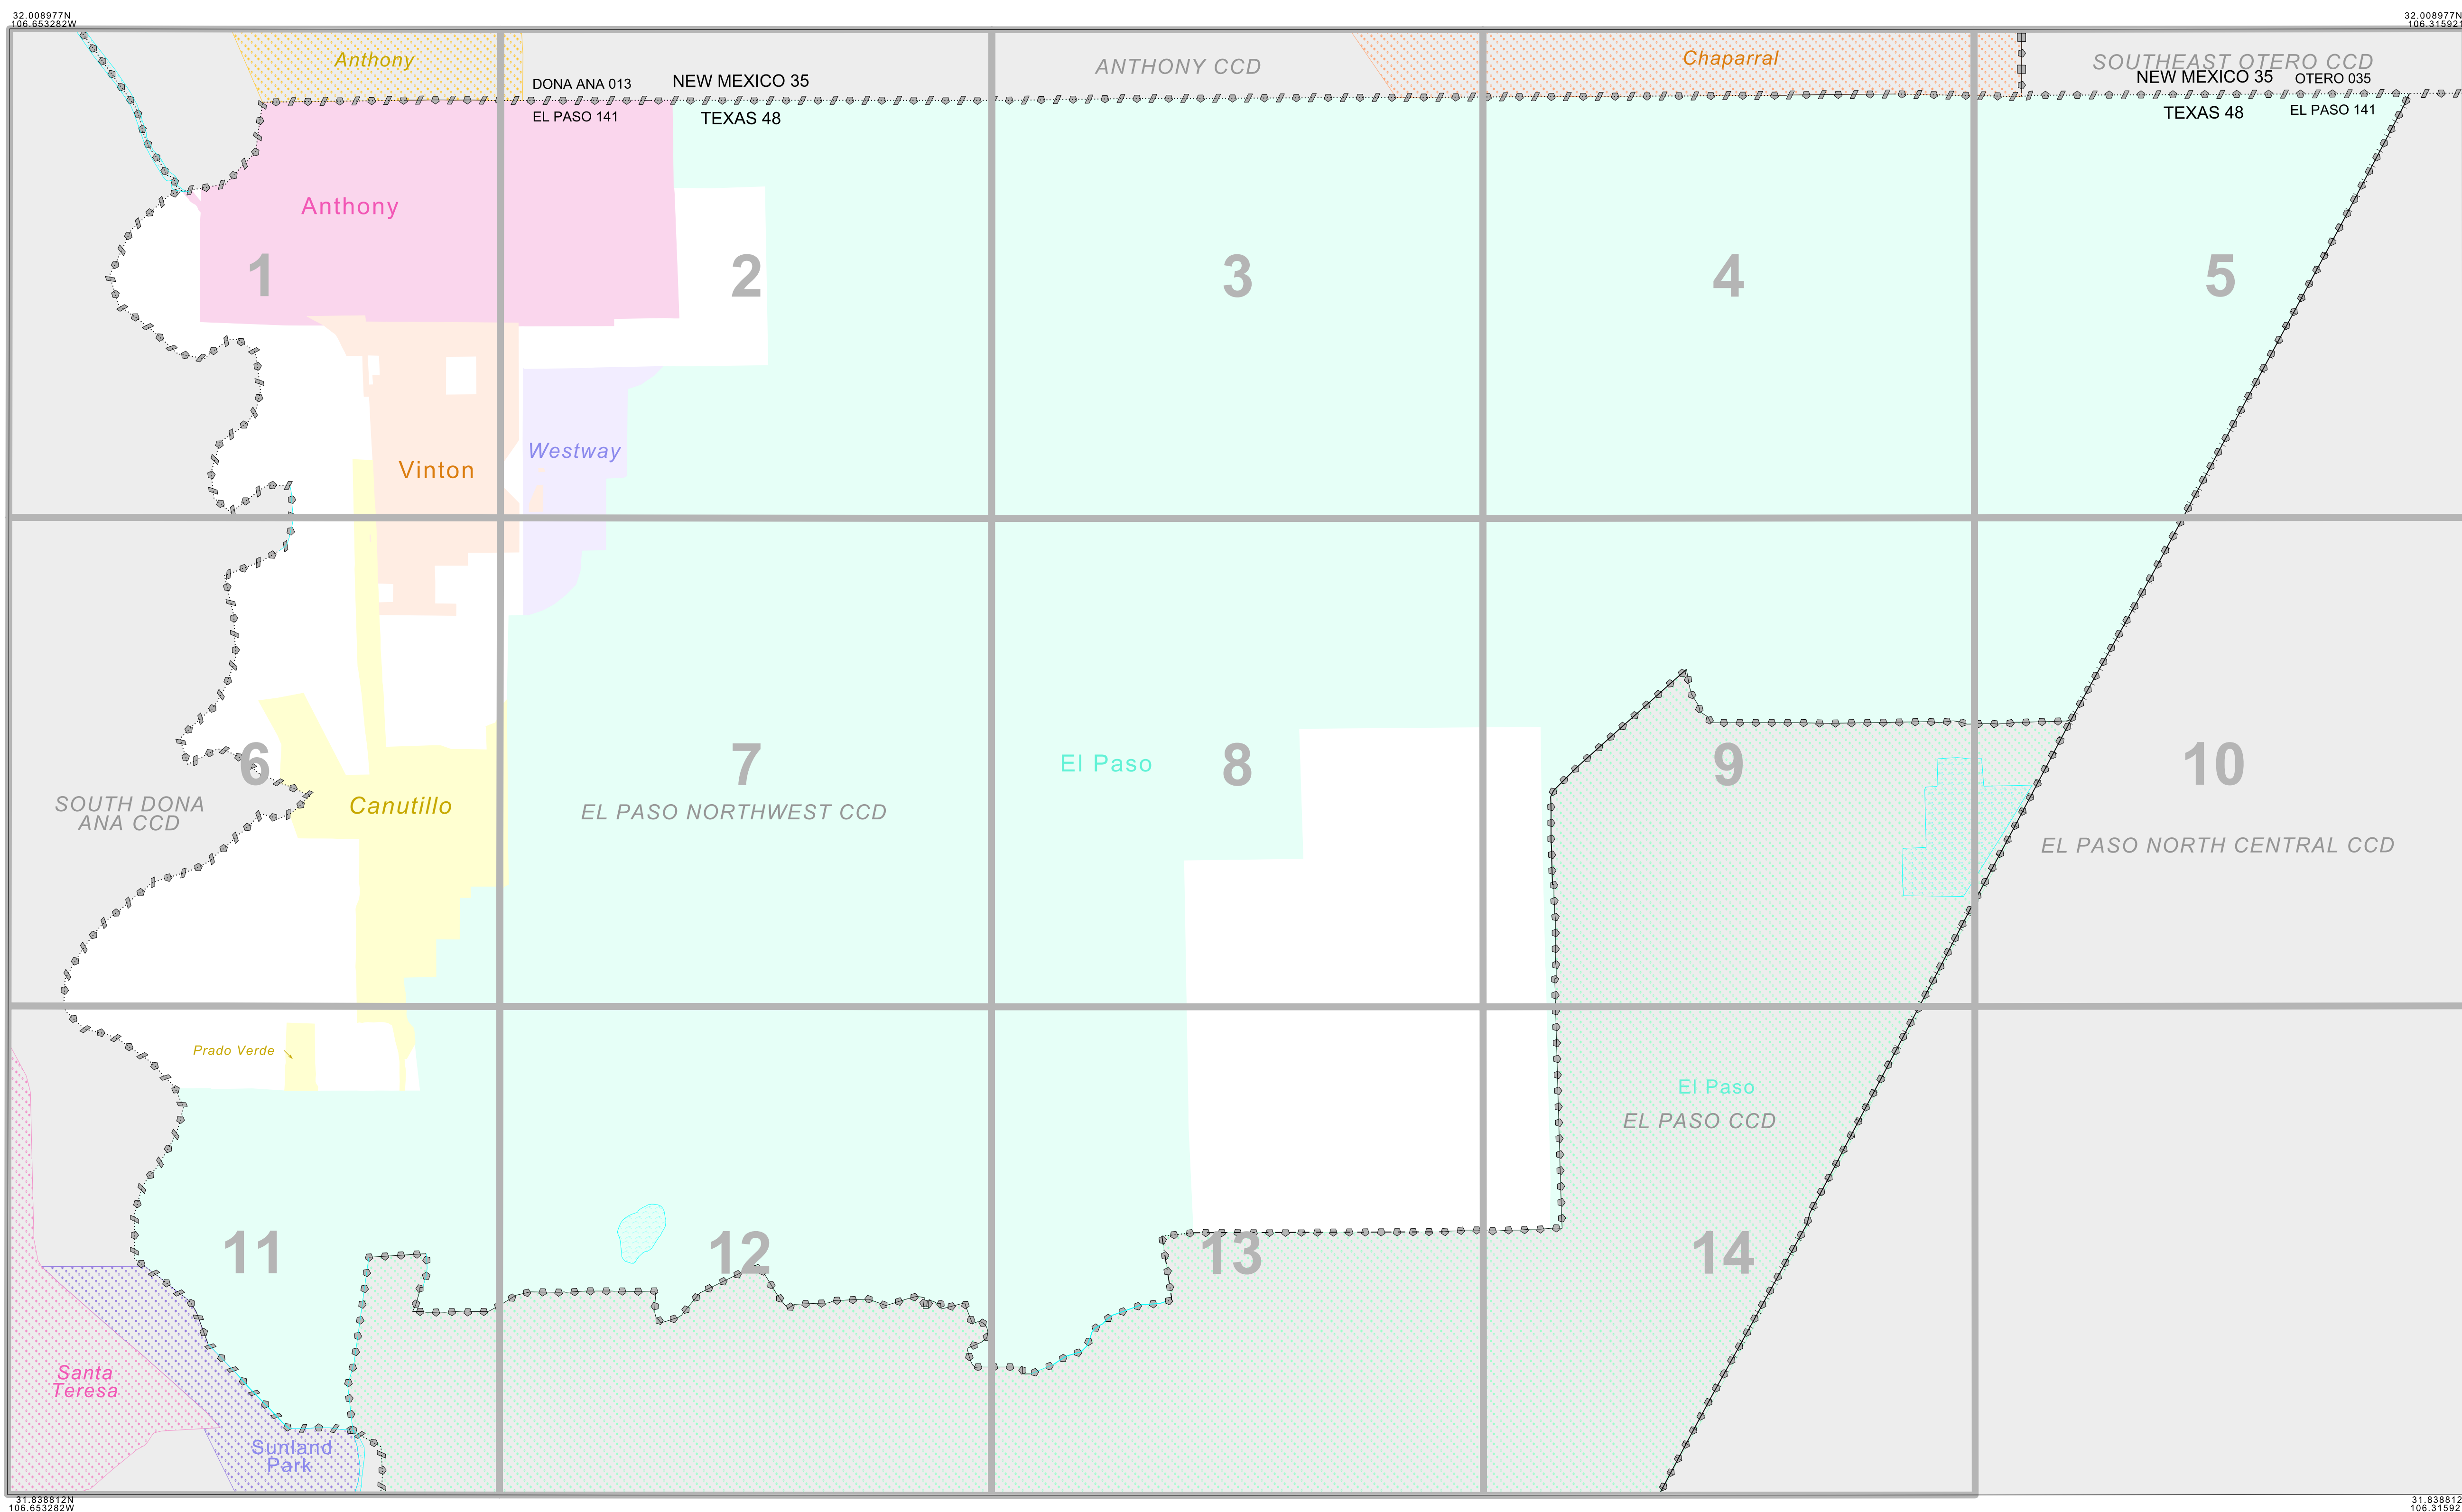 32.008977N
106.653282W
32.008977N
106.315921
Anthony
ANTHONY CCD
Chaparral
SOUTHEAST OTERO CCD
DONA ANA 013
NEW MEXICO 35
NEW MEXICO 35
OTERO 035
EL PASO 141
TEXAS 48
TEXAS 48
EL PASO 141
Anthony
1
2
3
4
5
Westway
Vinton
6
7
8
9
10
El Paso
SOUTH DONA
ANA CCD
Canutillo
EL PASO NORTHWEST CCD
EL PASO NORTH CENTRAL CCD
Prado Verde
El Paso
EL PASO CCD
11
12
13
14
Santa
Teresa
Sunland
Park
31.838812N
106.653282W
31.838812
106.31592